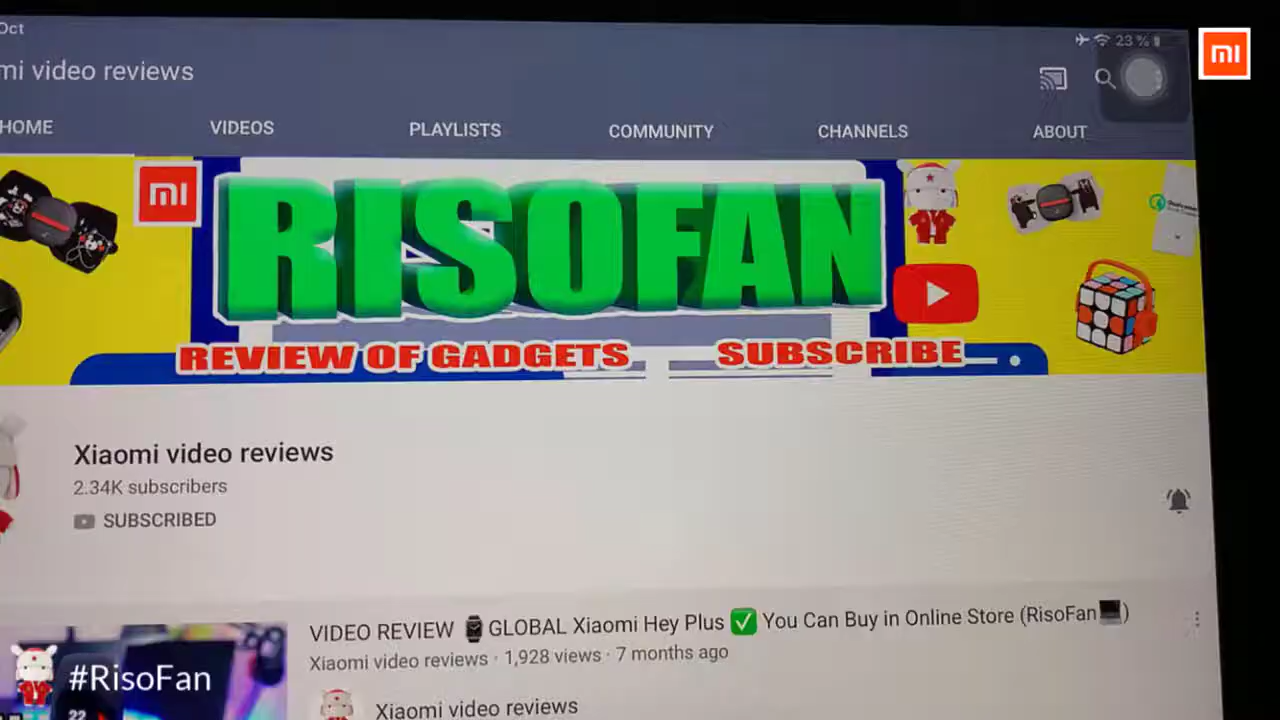 Oct
23 %
mi
mi video reviews
HOME VIDEOS PLAYLISTS COMMUNITY CHANNELS ABOUT
mi
RISOFAN
REVIEW OF GADGETS SUBSCRIBE
Xiaomi video reviews
2.34K subscribers
SUBSCRIBED
VIDEO REVIEW ⌚GLOBAL Xiaomi Hey Plus ✅ You Can Buy in Online Store (RisoFan💻)
Xiaomi video reviews · 1,928 views · 7 months ago
#RisoFan
22
Xiaomi video reviews